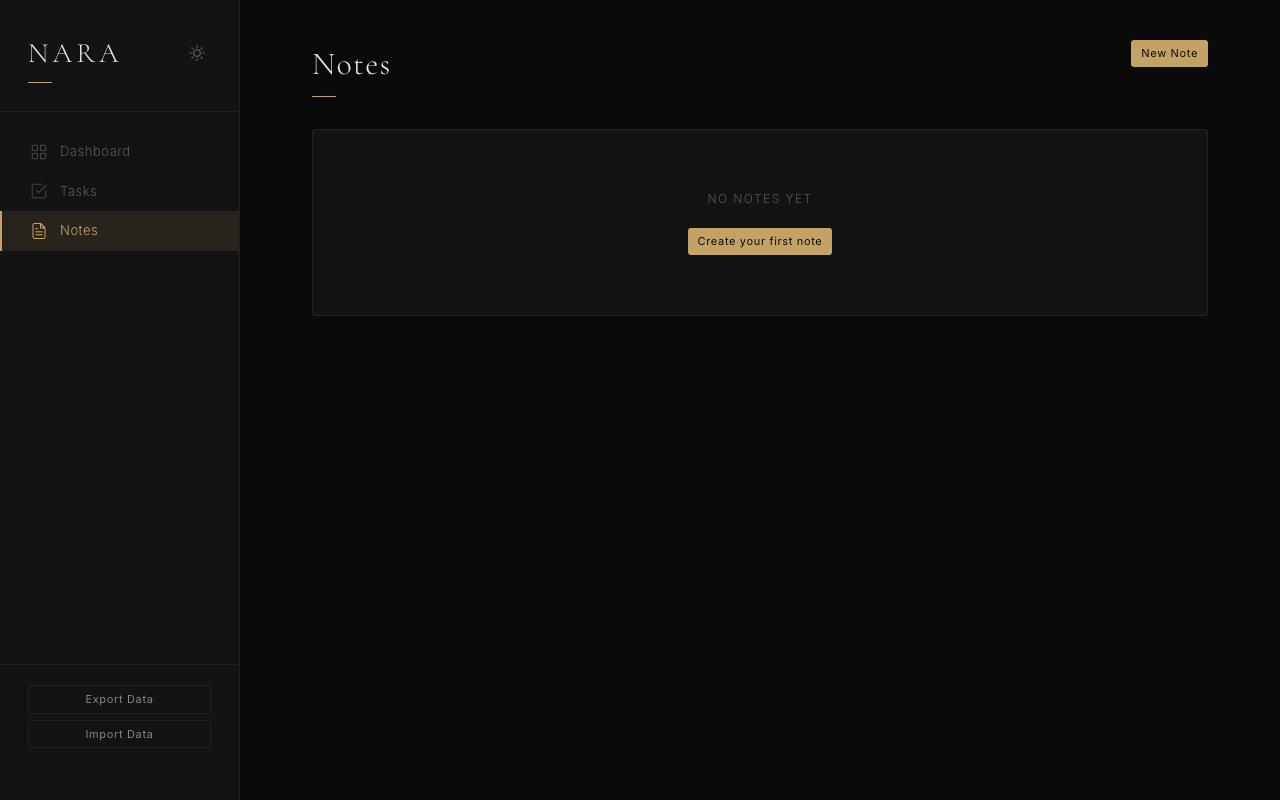 NARA
Dashboard
Tasks
Notes
Export Data
Import Data
Notes
New Note
NO NOTES YET
Create your first note